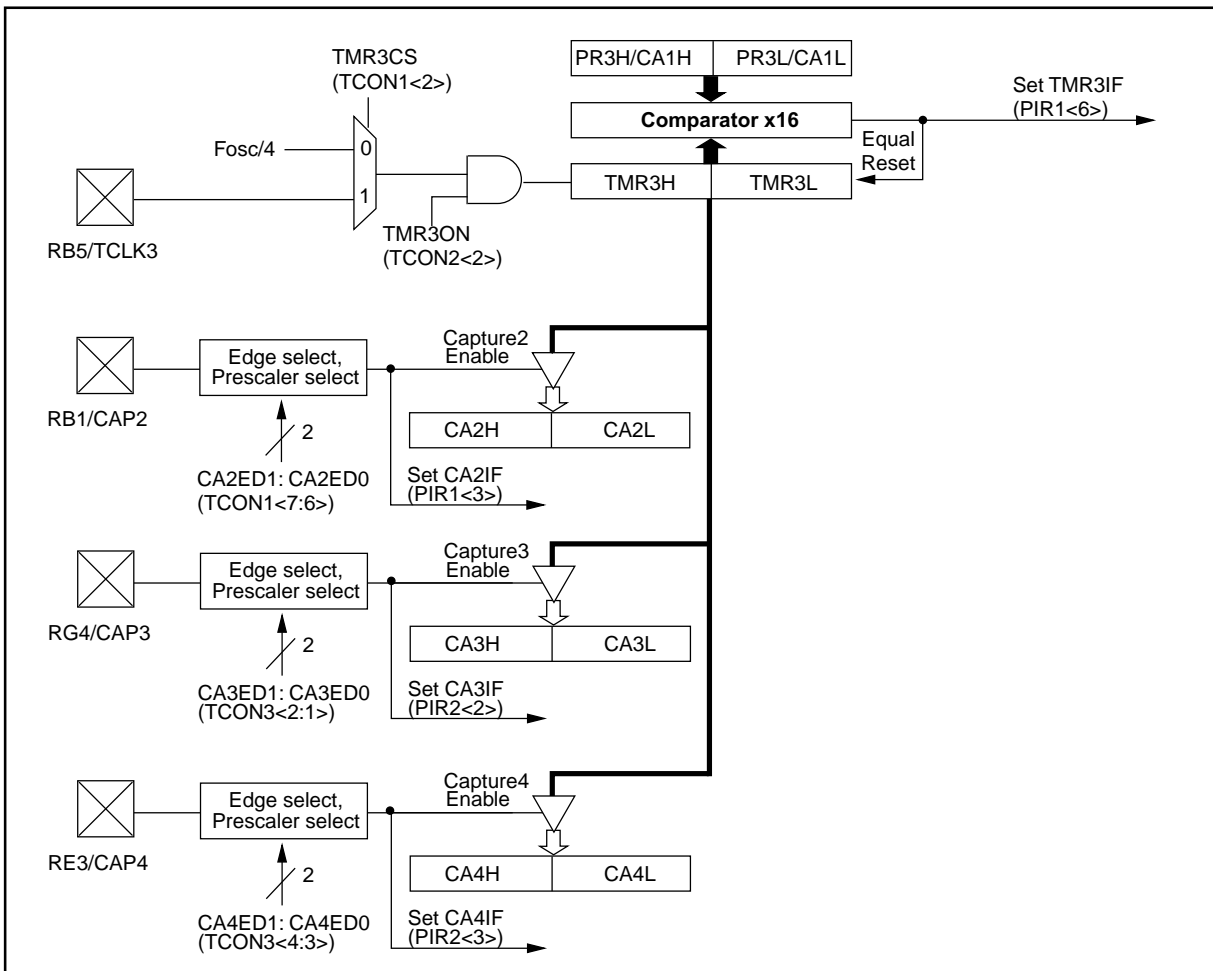 TMR3CS
(TCON1<2>)
PR3H/CA1H PR3L/CA1L
Set TMR3IF
(PIR1<6>)
Comparator x16
Fosc/4
0
Equal
Reset
1
TMR3H TMR3L
RB5/TCLK3
TMR3ON
(TCON2<2>)
Capture2
Enable
Edge select,
Prescaler select
RB1/CAP2
2
CA2H CA2L
CA2ED1: CA2ED0
(TCON1<7:6>)
Set CA2IF
(PIR1<3>)
Capture3
Enable
Edge select,
Prescaler select
RG4/CAP3
2
CA3H CA3L
CA3ED1: CA3ED0
(TCON3<2:1>)
Set CA3IF
(PIR2<2>)
Capture4
Enable
Edge select,
Prescaler select
RE3/CAP4
2
CA4H CA4L
CA4ED1: CA4ED0
(TCON3<4:3>)
Set CA4IF
(PIR2<3>)